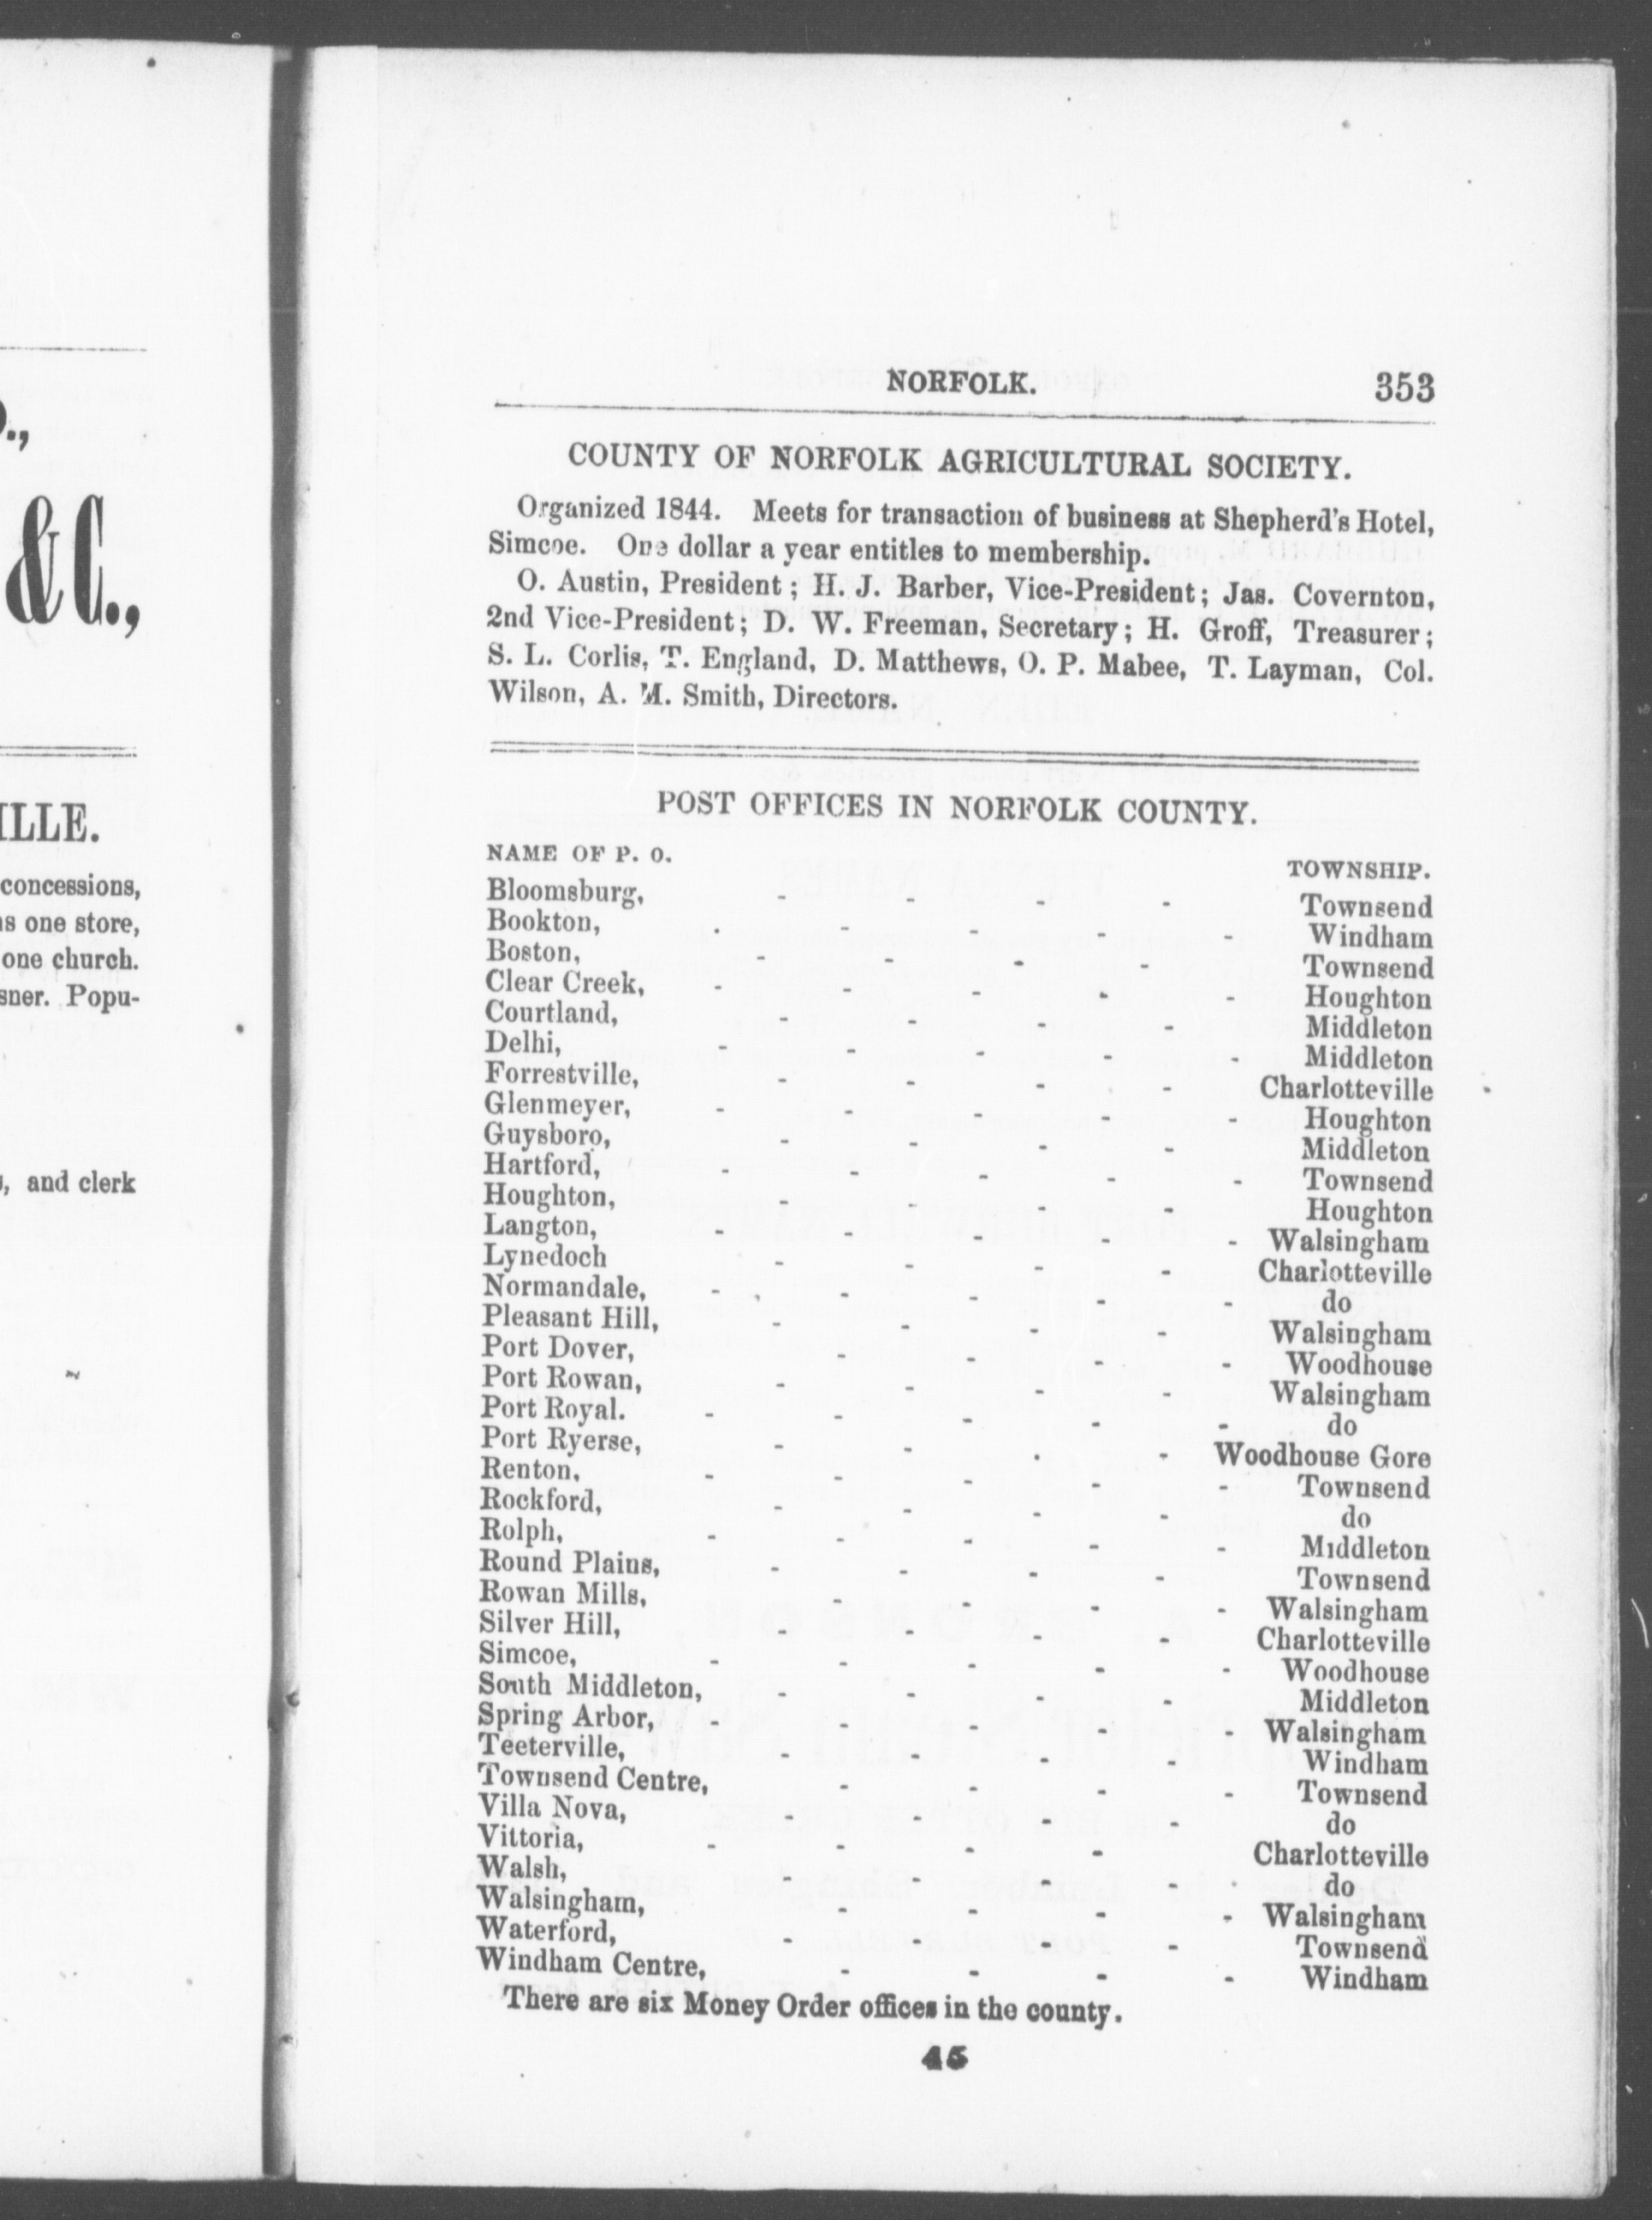 .,
&C.,
ILLE.
concessions,
one store,
one church.
sner. Popu-
, and clerk
NORFOLK. 353
COUNTY OF NORFOLK AGRICULTURAL SOCIETY.
Organized 1844. Meets for transaction of business at Shepherd's Hotel,
Simcoe. One dollar a year entitles to membership.
O. Austin, President; H. J. Barber, Vice-President; Jas. Covernton,
2nd Vice-President; D. W. Freeman, Secretary; H. Groff, Treasurer;
S. L. Corlis, T. England, D. Matthews, O. P. Mabee, T. Layman, Col.
Wilson, A. M. Smith, Directors.
POST OFFICES IN NORFOLK COUNTY.
NAME OF P. O. TOWNSHIP.
Bloomsburg, - - - - Townsend
Bookton, - - - - - Windham
Boston, - - - - Townsend
Clear Creek, - - - - - Houghton
Courtland, - - - - Middleton
Delhi, - - - - - Middleton
Forrestville, - - - - Charlotteville
Glenmeyer, - - - - - Houghton
Guysboro, - - - - Middleton
Hartford, - - - - - Townsend
Houghton, - - - - Houghton
Langton, - - - - - Walsingham
Lynedoch - - - - Charlotteville
Normandale, - - - - - do
Pleasant Hill, - - - - Walsingham
Port Dover, - - - - Woodhouse
Port Rowan, - - - - Walsingham
Port Royal. - - - - - do
Port Ryerse, - - - - Woodhouse Gore
Renton, - - - - - Townsend
Rockford, - - - - do
Rolph, - - - - - Middleton
Round Plains, - - - - Townsend
Rowan Mills, - - - - Walsingham
Silver Hill, - - - - Charlotteville
Simcoe, - - - - - Woodhouse
South Middleton, - - - - Middleton
Spring Arbor, - - - - - Walsingham
Teeterville, - - - - Windham
Townsend Centre, - - - - Townsend
Villa Nova, - - - - do
Vittoria, - - - - Charlotteville
Walsh, - - - - do
Walsingham, - - - - Walsingham
Waterford, - - - - Townsend
Windham Centre, - - - - Windham
There are six Money Order offices in the county.
45